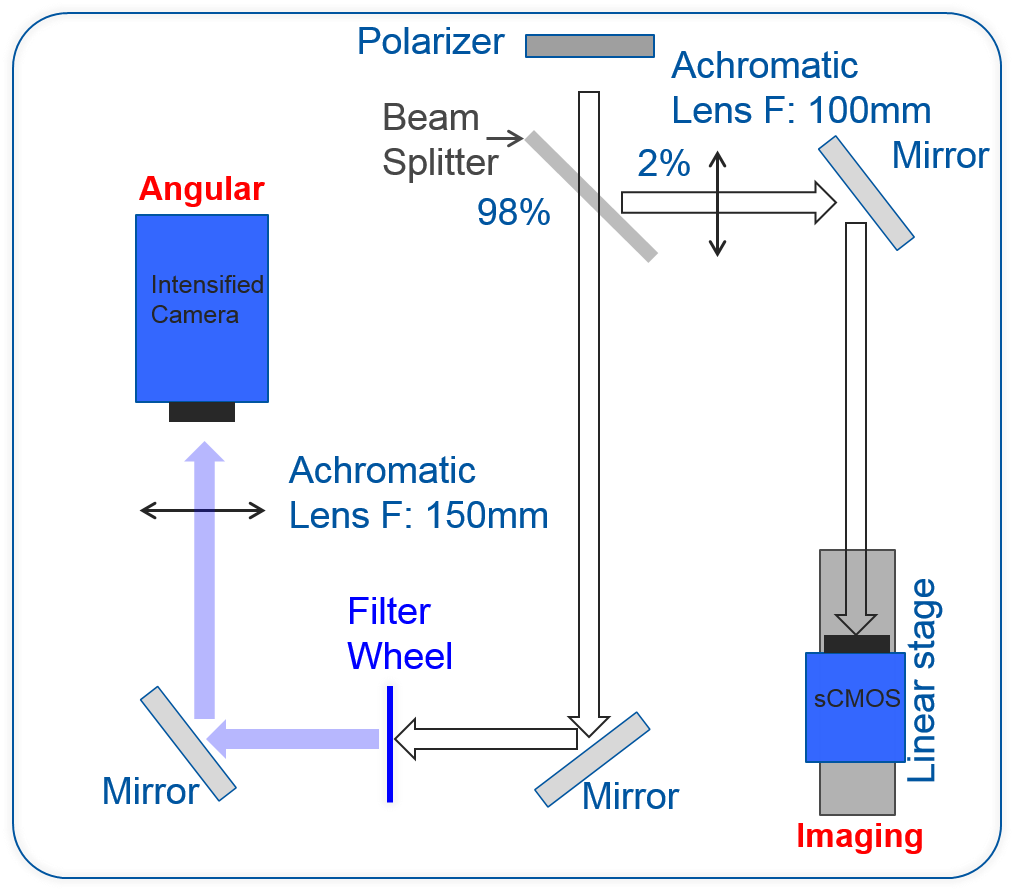 Polarizer
Achromatic
Lens F: 100mm
Beam
Splitter
2%
Mirror
98%
Angular
Intensified
Camera
Achromatic
Lens F: 150mm
Filter
Wheel
Linear stage
sCMOS
Mirror
Mirror
Imaging